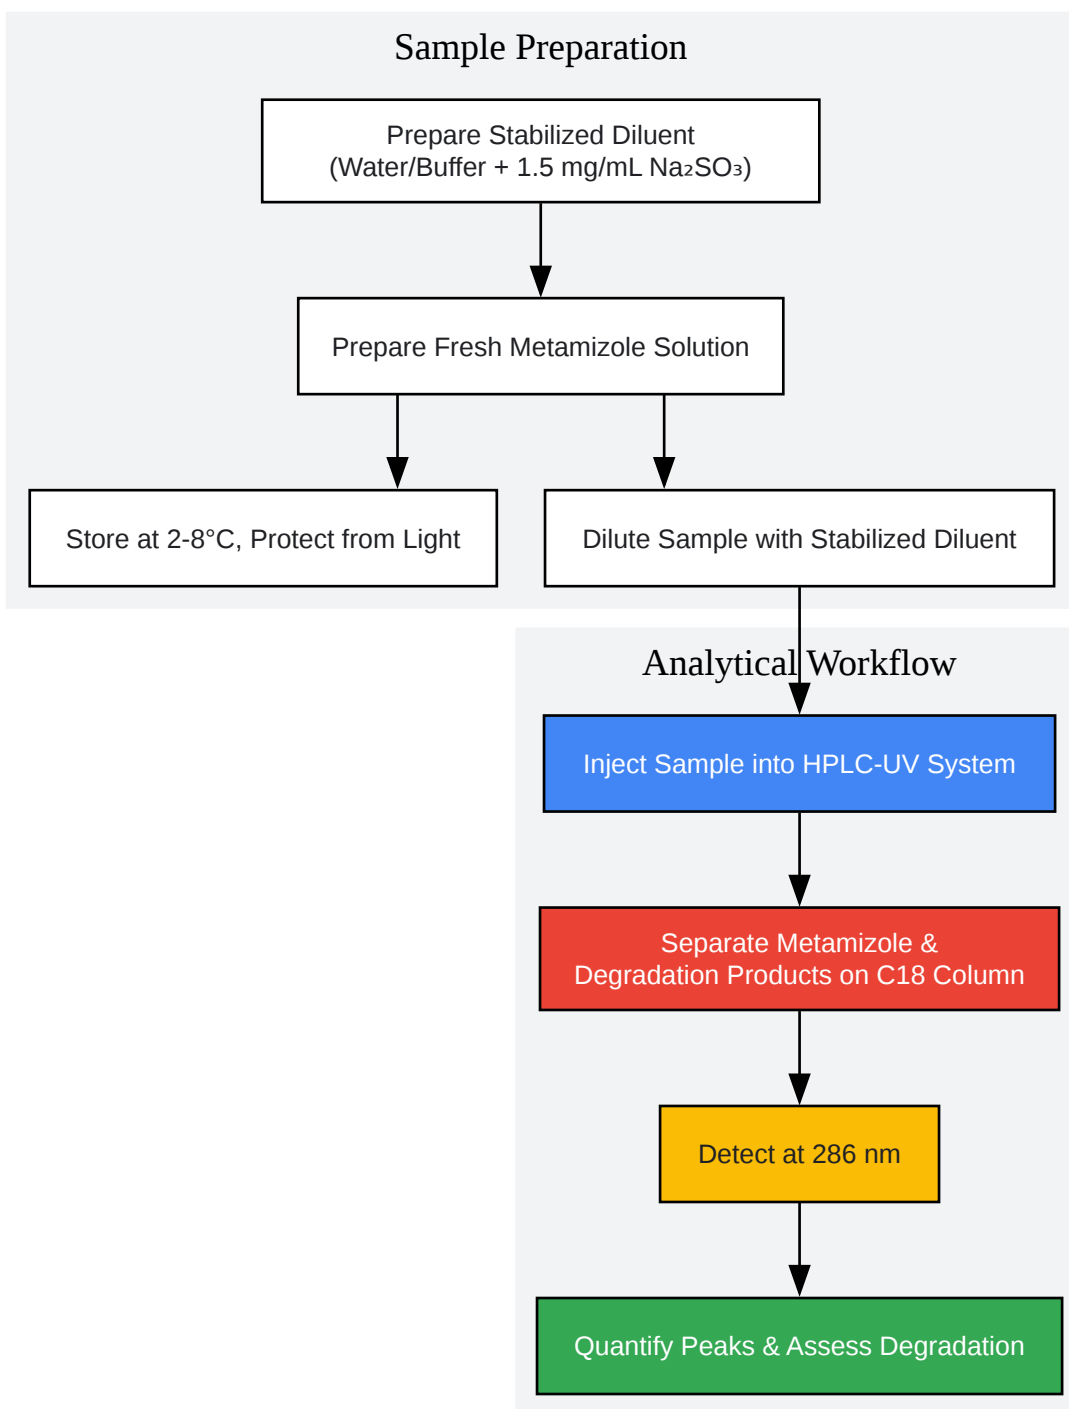 Sample Preparation
Prepare Stabilized Diluent
(Water/Buffer + 1.5 mg/mL Na₂SO₃)
Prepare Fresh Metamizole Solution
Store at 2-8°C, Protect from Light
Dilute Sample with Stabilized Diluent
Analytical Workflow
Inject Sample into HPLC-UV System
Separate Metamizole &
Degradation Products on C18 Column
Detect at 286 nm
Quantify Peaks & Assess Degradation